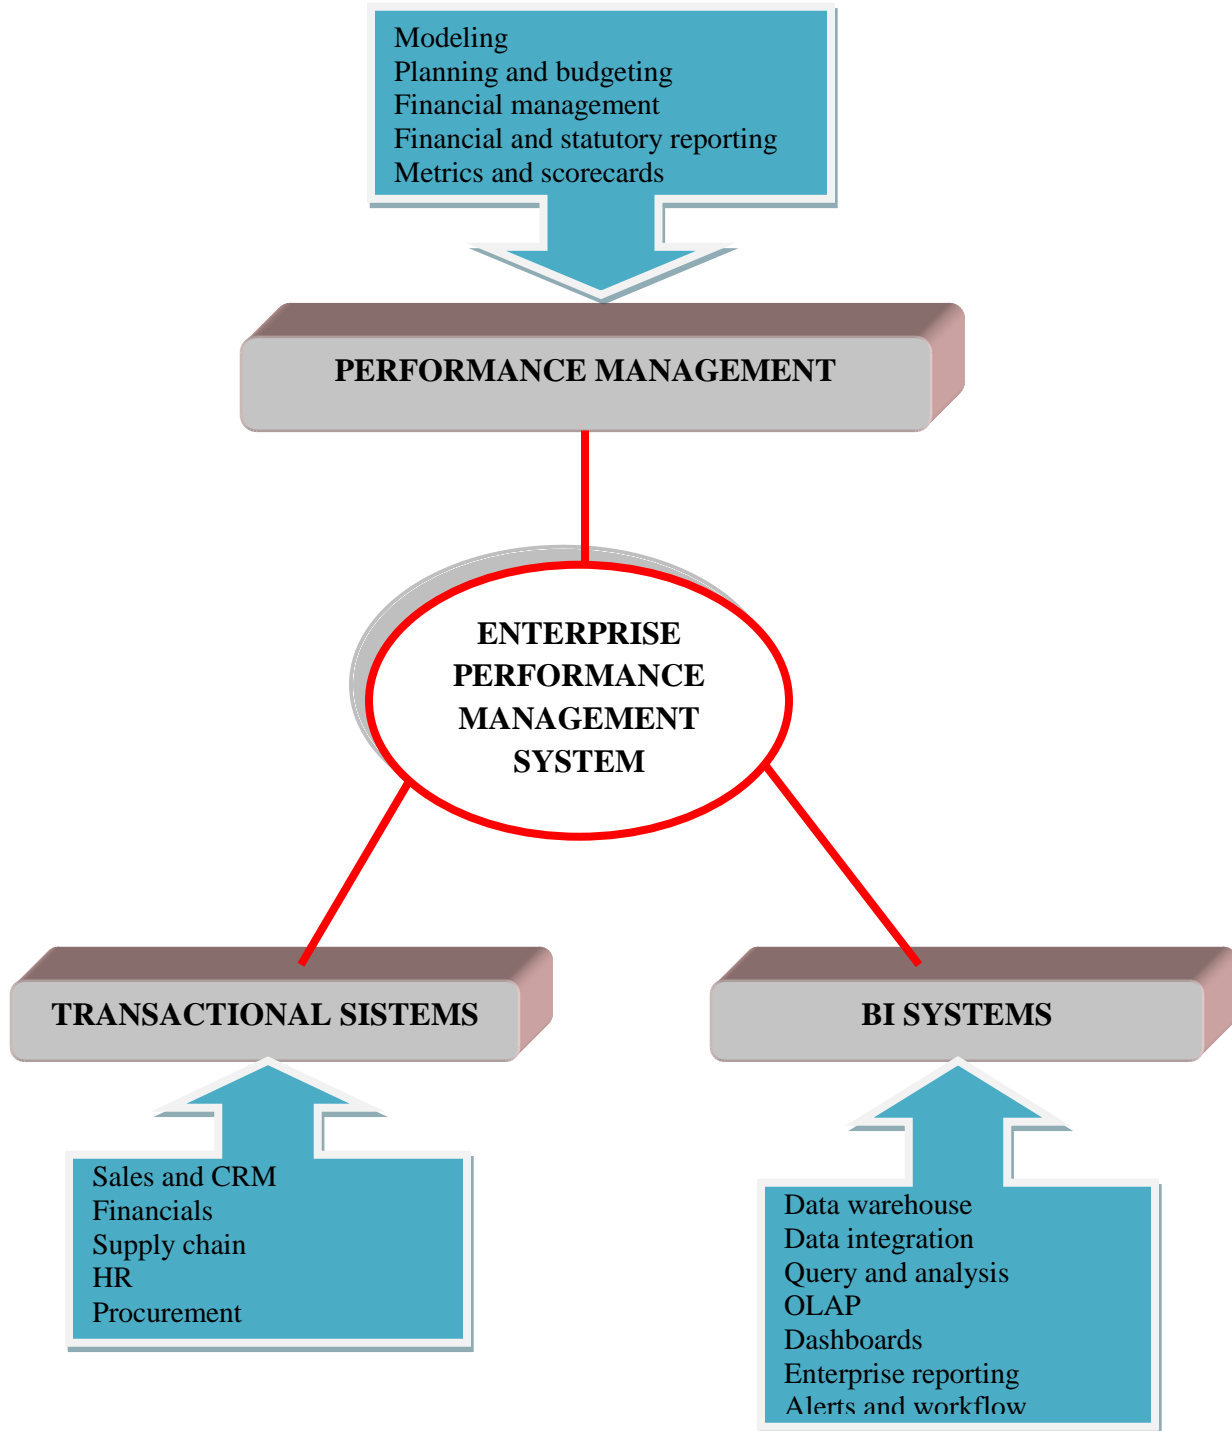 Modeling
Planning and budgeting
Financial management
Financial and statutory reporting
Metrics and scorecards
PERFORMANCE MANAGEMENT
ENTERPRISE
PERFORMANCE
MANAGEMENT
SYSTEM
TRANSACTIONAL SISTEMS
BI SYSTEMS
Sales and CRM
Financials
Supply chain
HR
Procurement
Data warehouse
Data integration
Query and analysis
OLAP
Dashboards
Enterprise reporting
Alerts and workflow